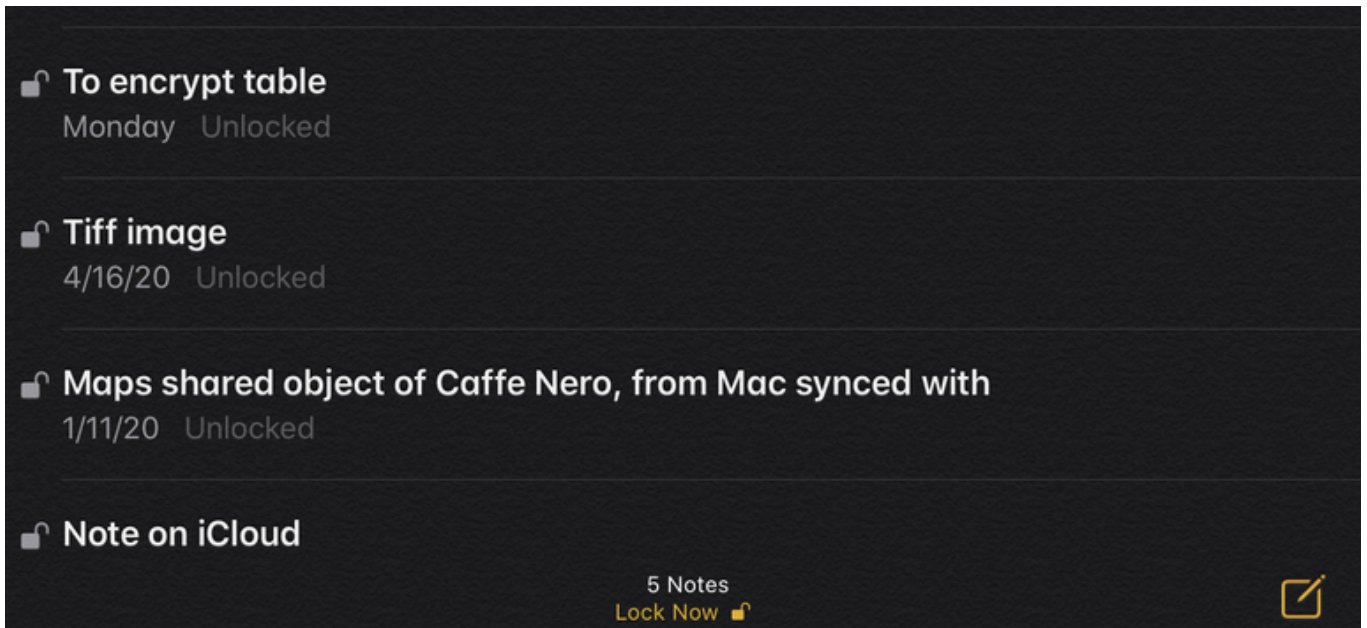 To encrypt table
Monday Unlocked
Tiff image
4/16/20 Unlocked
Maps shared object of Caffe Nero, from Mac synced with
1/11/20 Unlocked
Note on iCloud
5 Notes
Lock Now